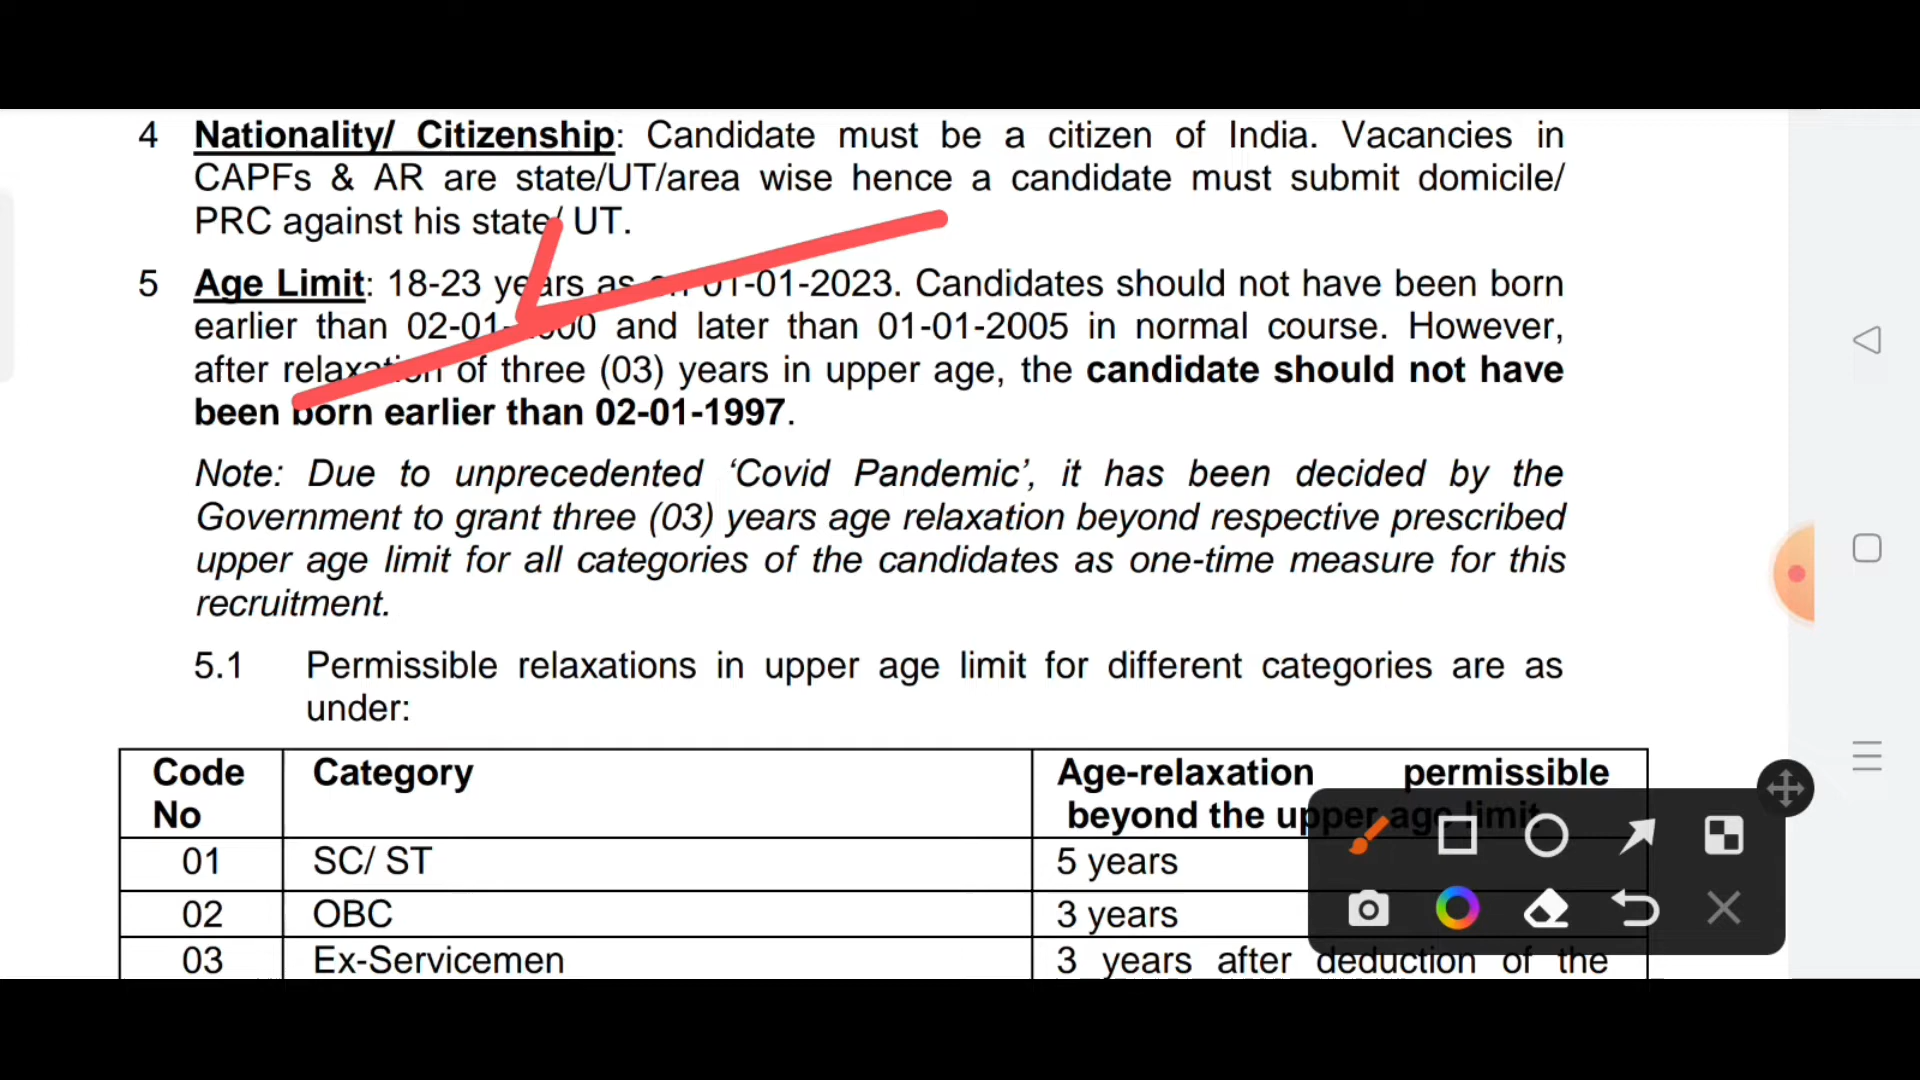 4 Nationality/ Citizenship: Candidate must be a citizen of India. Vacancies in
CAPFs & AR are state/UT/area wise hence a candidate must submit domicile/
PRC against his state/ UT.
5 Age Limit: 18-23 years as on 01-01-2023. Candidates should not have been born
earlier than 02-01-2000 and later than 01-01-2005 in normal course. However,
after relaxation of three (03) years in upper age, the candidate should not have
been born earlier than 02-01-1997.
Note: Due to unprecedented ‘Covid Pandemic’, it has been decided by the
Government to grant three (03) years age relaxation beyond respective prescribed
upper age limit for all categories of the candidates as one-time measure for this
recruitment.
5.1 Permissible relaxations in upper age limit for different categories are as
under:
Code No Category Age-relaxation permissible
beyond the upper age limit
01 SC/ ST 5 years
02 OBC 3 years
03 Ex-Servicemen 3 years after deduction of the